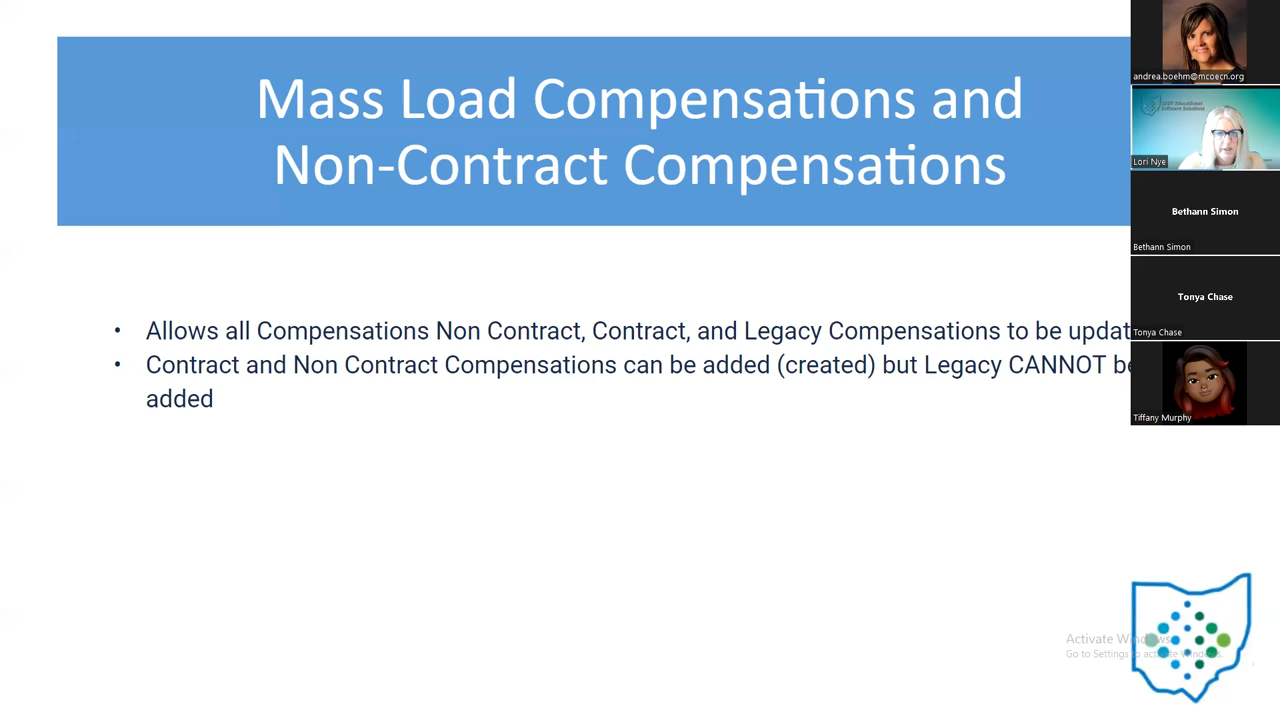 Mass Load Compensations and
Non-Contract Compensations
• Allows all Compensations Non Contract, Contract, and Legacy Compensations to be updat
• Contract and Non Contract Compensations can be added (created) but Legacy CANNOT be
added
andrea.boehm@mcoecn.org
Lori Nye
Bethann Simon
Bethann Simon
Tonya Chase
Tonya Chase
Tiffany Murphy
Activate Windows
Go to Settings to activate Windows.